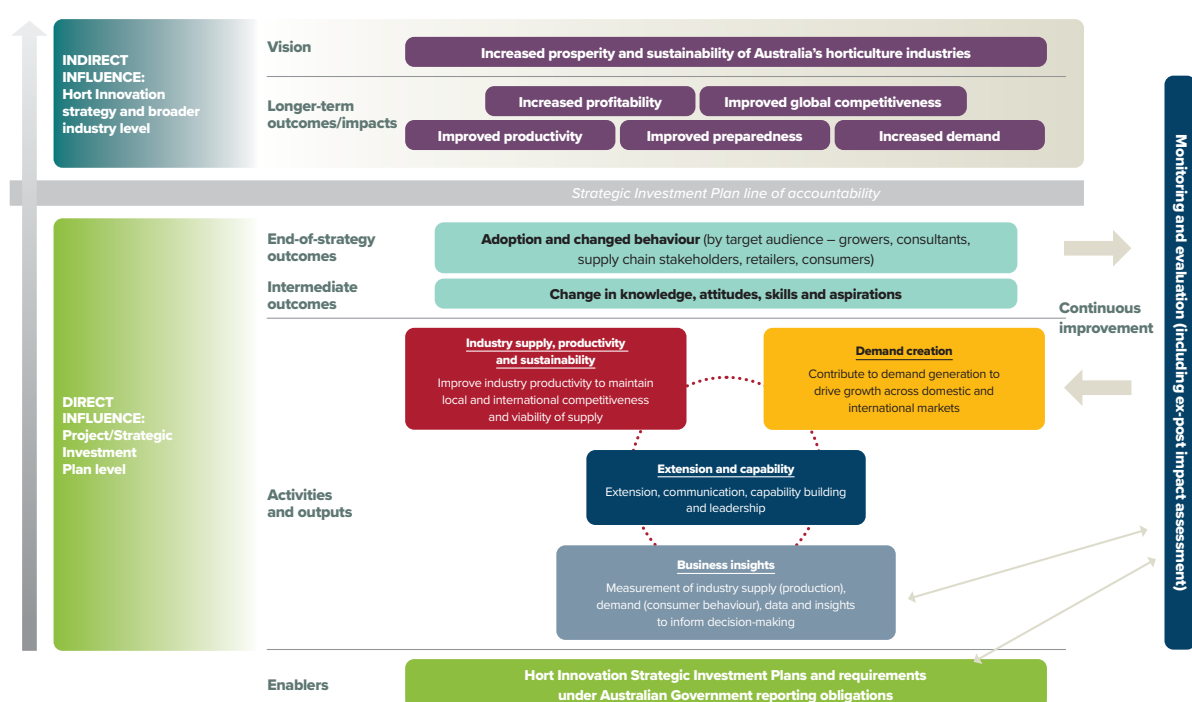 INDIRECT
INFLUENCE:
Hort Innovation
strategy and broader
industry level
Vision
Increased prosperity and sustainability of Australia's horticulture industries
Longer-term
outcomes/impacts
Increased profitability
Improved global competitiveness
Improved productivity
Improved preparedness
Increased demand
Strategic Investment Plan line of accountability
DIRECT
INFLUENCE:
Project/Strategic
Investment
Plan level
End-of-strategy
outcomes
Adoption and changed behaviour (by target audience – growers, consultants,
supply chain stakeholders, retailers, consumers)
Intermediate
outcomes
Change in knowledge, attitudes, skills and aspirations
Activities
and outputs
Industry supply, productivity
and sustainability
Improve industry productivity to maintain
local and international competitiveness
and viability of supply
Demand creation
Contribute to demand generation to
drive growth across domestic and
international markets
Extension and capability
Extension, communication, capability building
and leadership
Business insights
Measurement of industry supply (production),
demand (consumer behaviour), data and insights
to inform decision-making
Enablers
Hort Innovation Strategic Investment Plans and requirements
under Australian Government reporting obligations
Continuous
improvement
Monitoring and evaluation (including ex-post impact assessment)